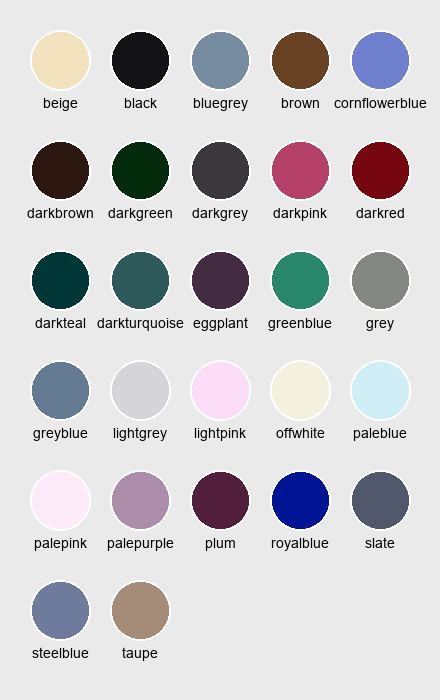 beige black bluegrey brown cornflowerblue
darkbrown darkgreen darkgrey darkpink darkred
darkteal darkturquoise eggplant greenblue grey
greyblue lightgrey lightpink offwhite paleblue
palepink palepurple plum royalblue slate
steelblue taupe